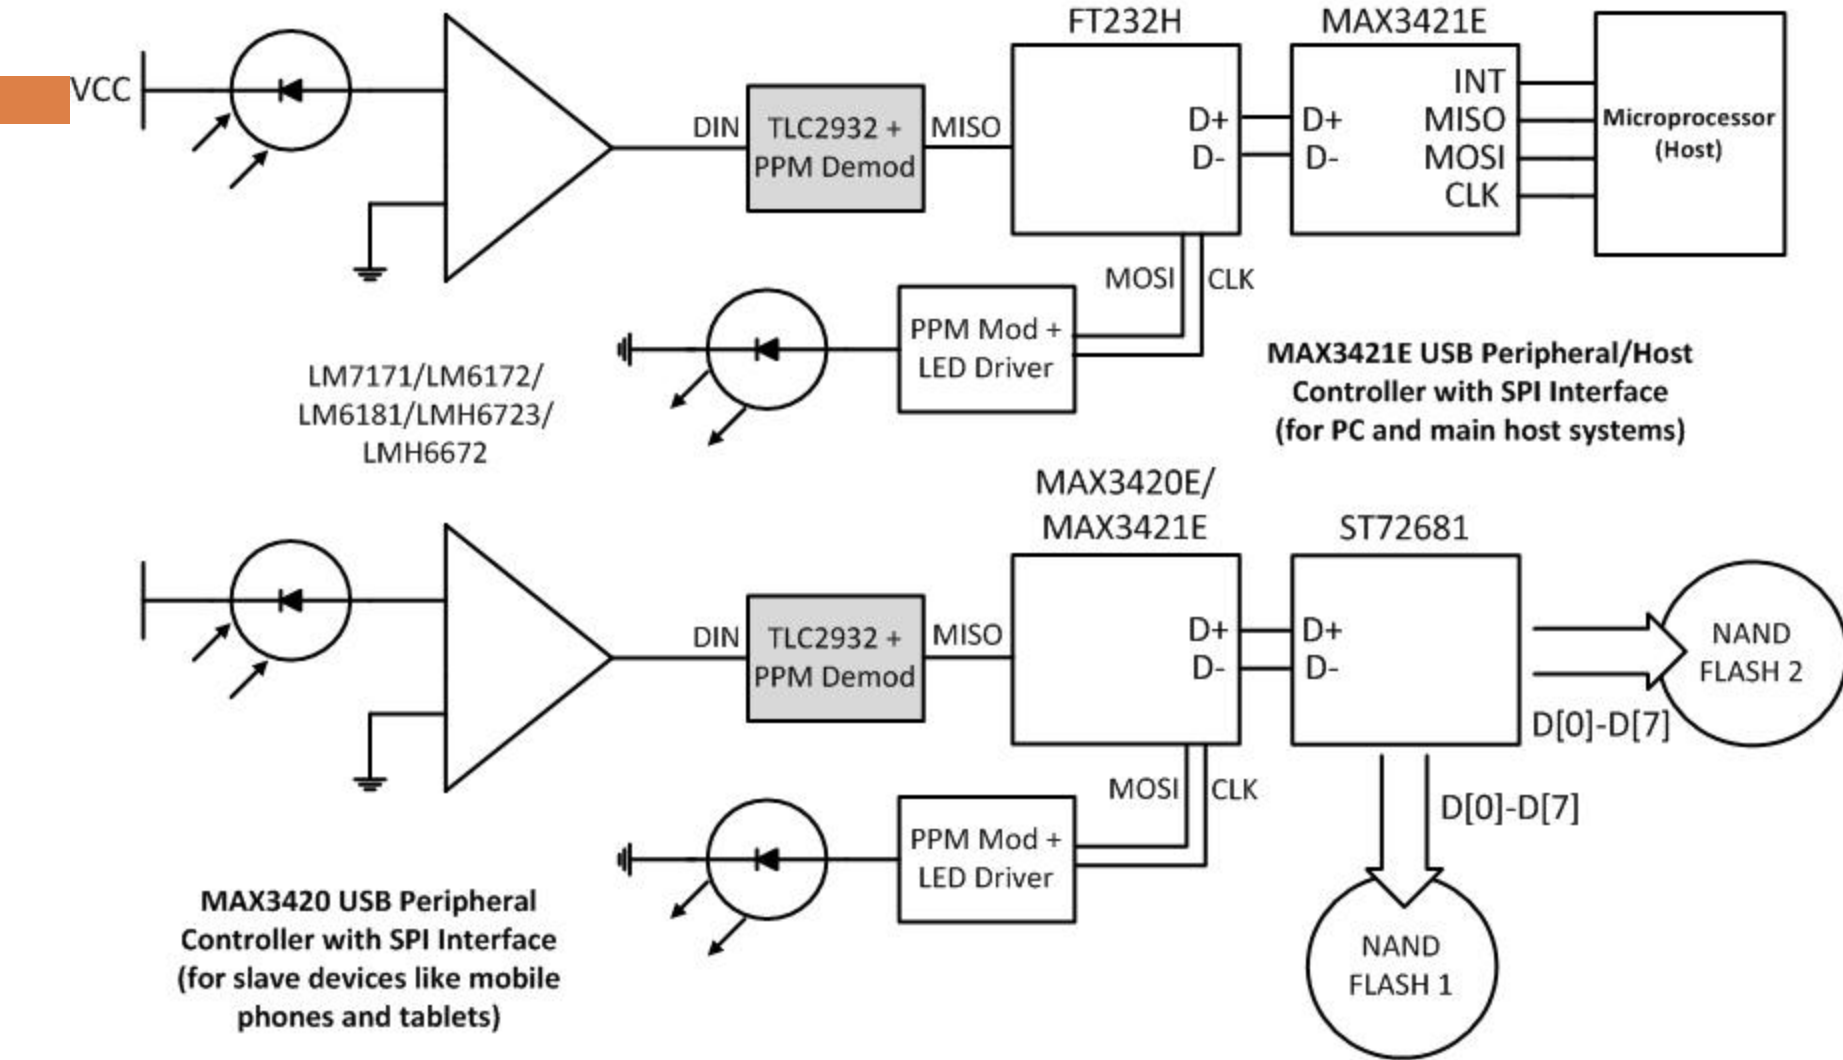 FT232H
MAX3421E
VCC
DIN
TLC2932 +
PPM Demod
MISO
D+
D-
D+
D-
INT
MISO
MOSI
CLK
Microprocessor
(Host)
MOSI
CLK
PPM Mod +
LED Driver
LM7171/LM6172/
LM6181/LMH6723/
LMH6672
MAX3421E USB Peripheral/Host
Controller with SPI Interface
(for PC and main host systems)
MAX3420E/
MAX3421E
ST72681
DIN
TLC2932 +
PPM Demod
MISO
D+
D-
D+
D-
NAND
FLASH 2
D[0]-D[7]
MOSI
CLK
D[0]-D[7]
PPM Mod +
LED Driver
MAX3420 USB Peripheral
Controller with SPI Interface
(for slave devices like mobile
phones and tablets)
NAND
FLASH 1